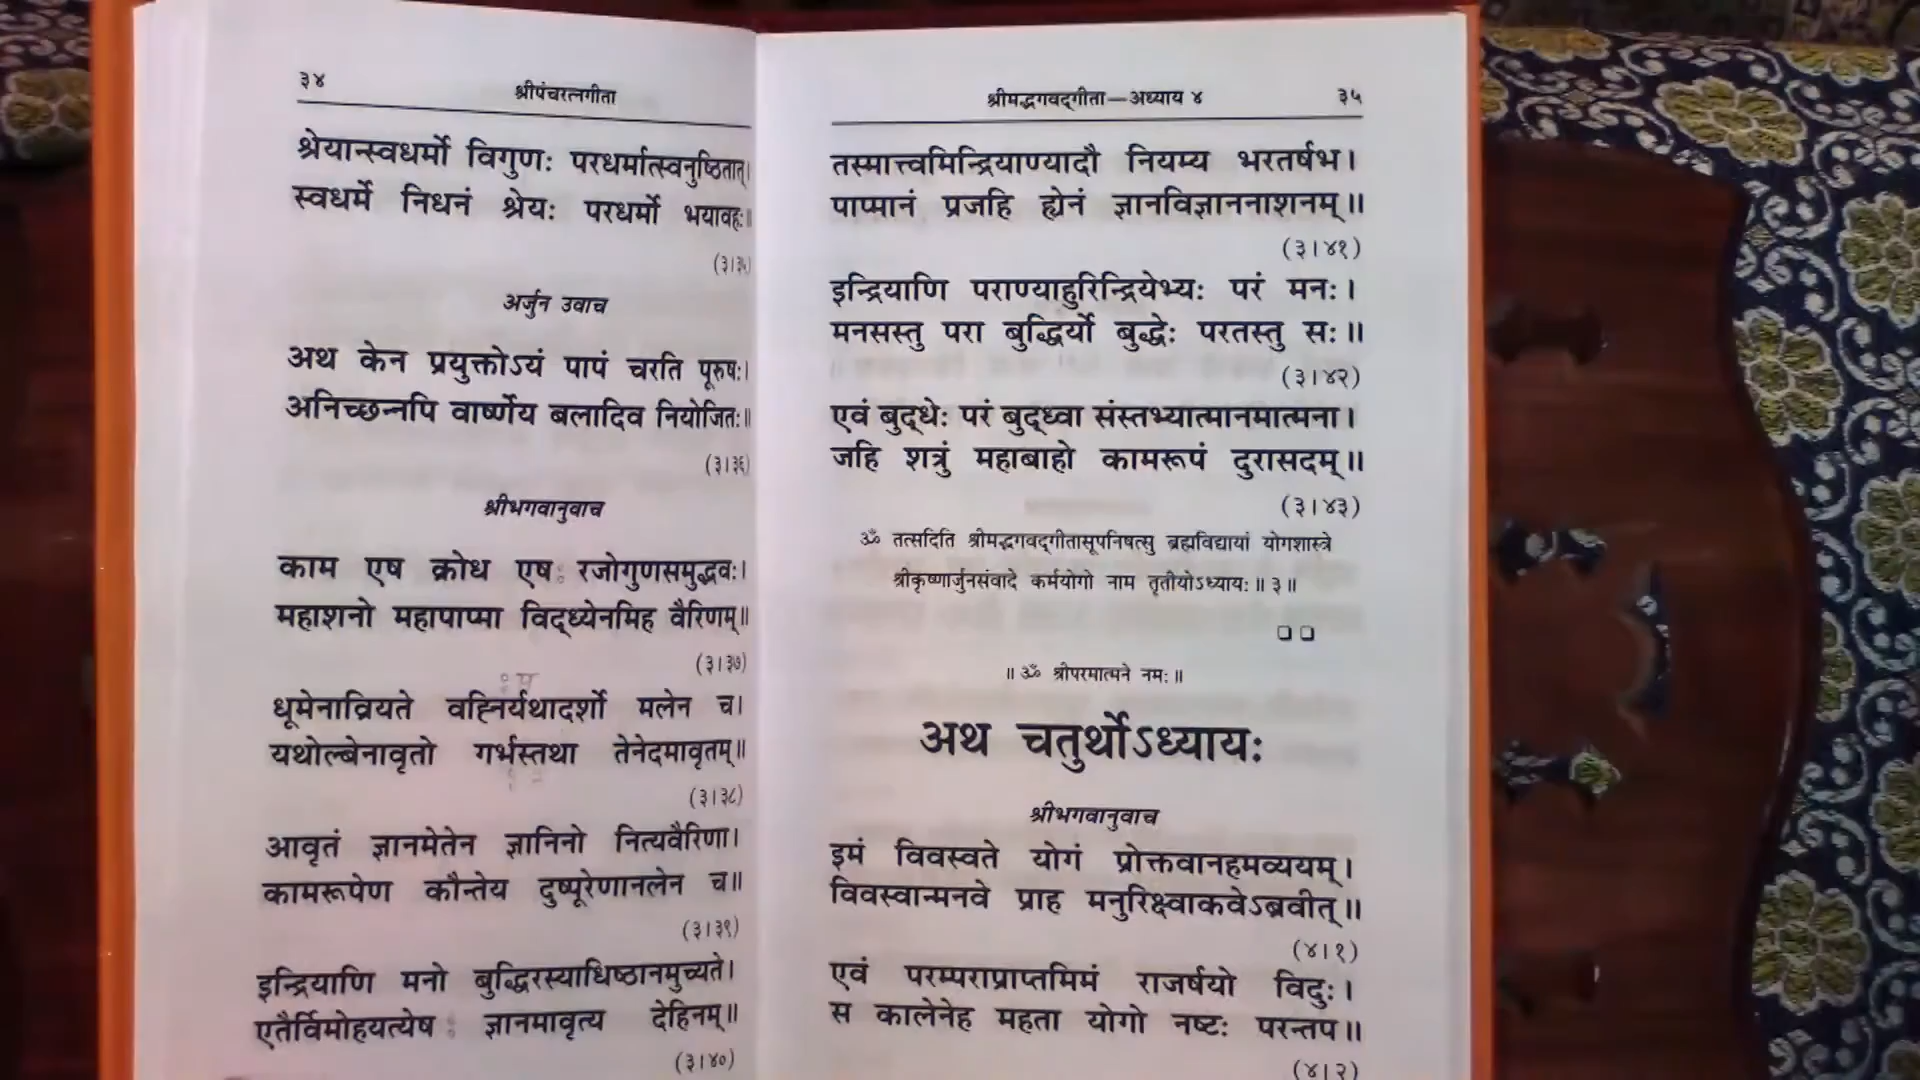 ३४
श्रीपंचरत्नगीता
श्रेयान्स्वधर्मो विगुणः परधर्मात्स्वनुष्ठितात्।
स्वधर्मे निधनं श्रेयः परधर्मो भयावहः॥
(३।३५)
अर्जुन उवाच
अथ केन प्रयुक्तोऽयं पापं चरति पूरुषः।
अनिच्छन्नपि वार्ष्णेय बलादिव नियोजितः॥
(३।३६)
श्रीभगवानुवाच
काम एष क्रोध एष रजोगुणसमुद्भवः।
महाशनो महापाप्मा विद्ध्येनमिह वैरिणम्॥
(३।३७)
धूमेनाव्रियते वह्निर्यथादर्शो मलेन च।
यथोल्बेनावृतो गर्भस्तथा तेनेदमावृतम्॥
(३।३८)
आवृतं ज्ञानमेतेन ज्ञानिनो नित्यवैरिणा।
कामरूपेण कौन्तेय दुष्पूरेणानलेन च॥
(३।३९)
इन्द्रियाणि मनो बुद्धिरस्याधिष्ठानमुच्यते।
एतैर्विमोहयत्येष ज्ञानमावृत्य देहिनम्॥
(३।४०)
श्रीमद्भगवद्गीता—अध्याय ४
३५
तस्मात्त्वमिन्द्रियाण्यादौ नियम्य भरतर्षभ।
पाप्मानं प्रजहि ह्येनं ज्ञानविज्ञाननाशनम्॥
(३।४१)
इन्द्रियाणि पराण्याहुरिन्द्रियेभ्यः परं मनः।
मनसस्तु परा बुद्धिर्यो बुद्धेः परतस्तु सः॥
(३।४२)
एवं बुद्धेः परं बुद्ध्वा संस्तभ्यात्मानमात्मना।
जहि शत्रुं महाबाहो कामरूपं दुरासदम्॥
(३।४३)
ॐ तत्सदिति श्रीमद्भगवद्गीतासूपनिषत्सु ब्रह्मविद्यायां योगशास्त्रे
श्रीकृष्णार्जुनसंवादे कर्मयोगो नाम तृतीयोऽध्यायः॥३॥
॥ॐ श्रीपरमात्मने नमः॥
अथ चतुर्थोऽध्यायः
श्रीभगवानुवाच
इमं विवस्वते योगं प्रोक्तवानहमव्ययम्।
विवस्वान्मनवे प्राह मनुरिक्ष्वाकवेऽब्रवीत्॥
(४।१)
एवं परम्पराप्राप्तमिमं राजर्षयो विदुः।
स कालेनेह महता योगो नष्टः परन्तप॥
(४।२)